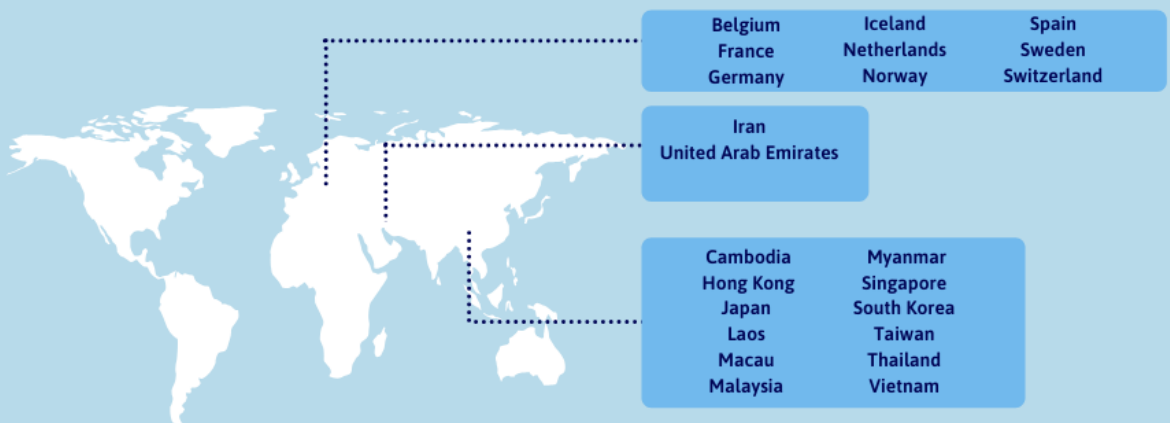 Belgium Iceland Spain
France Netherlands Sweden
Germany Norway Switzerland
Iran
United Arab Emirates
Cambodia Myanmar
Hong Kong Singapore
Japan South Korea
Laos Taiwan
Macau Thailand
Malaysia Vietnam